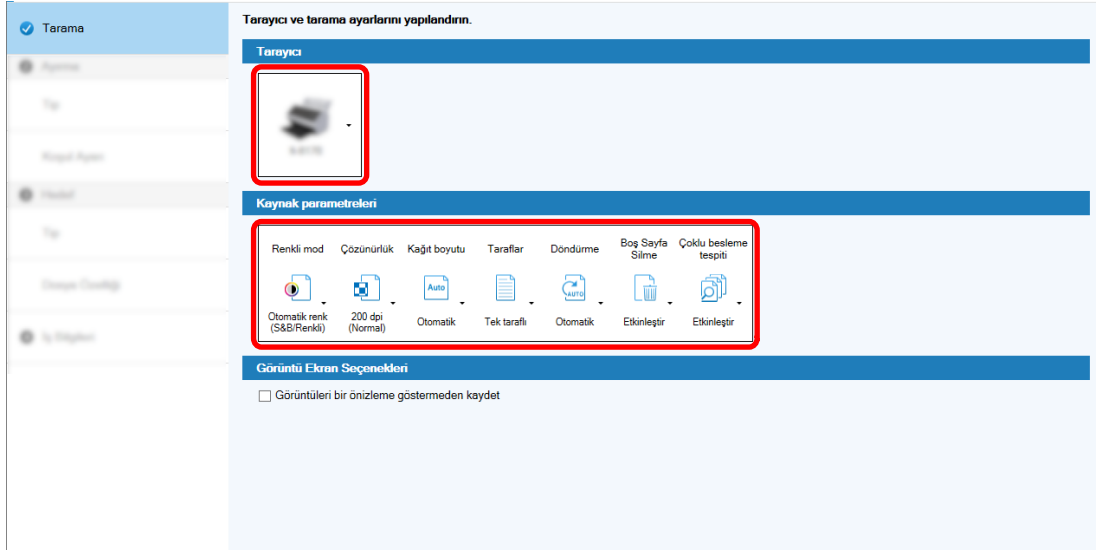 Tarama
Tarayıcı ve tarama ayarlarını yapılandırın.
Tarayıcı
Kaynak parametreleri
Renkli mod Çözünürlük Kağıt boyutu Taraflar Döndürme Boş Sayfa Silme Çoklu besleme tespiti
Auto AUTO
Otomatik renk (S&B/Renkli) 200 dpi (Normal) Otomatik Tek taraflı Otomatik Etkinleştir Etkinleştir
Görüntü Ekran Seçenekleri
Görüntüleri bir önizleme göstermeden kaydet